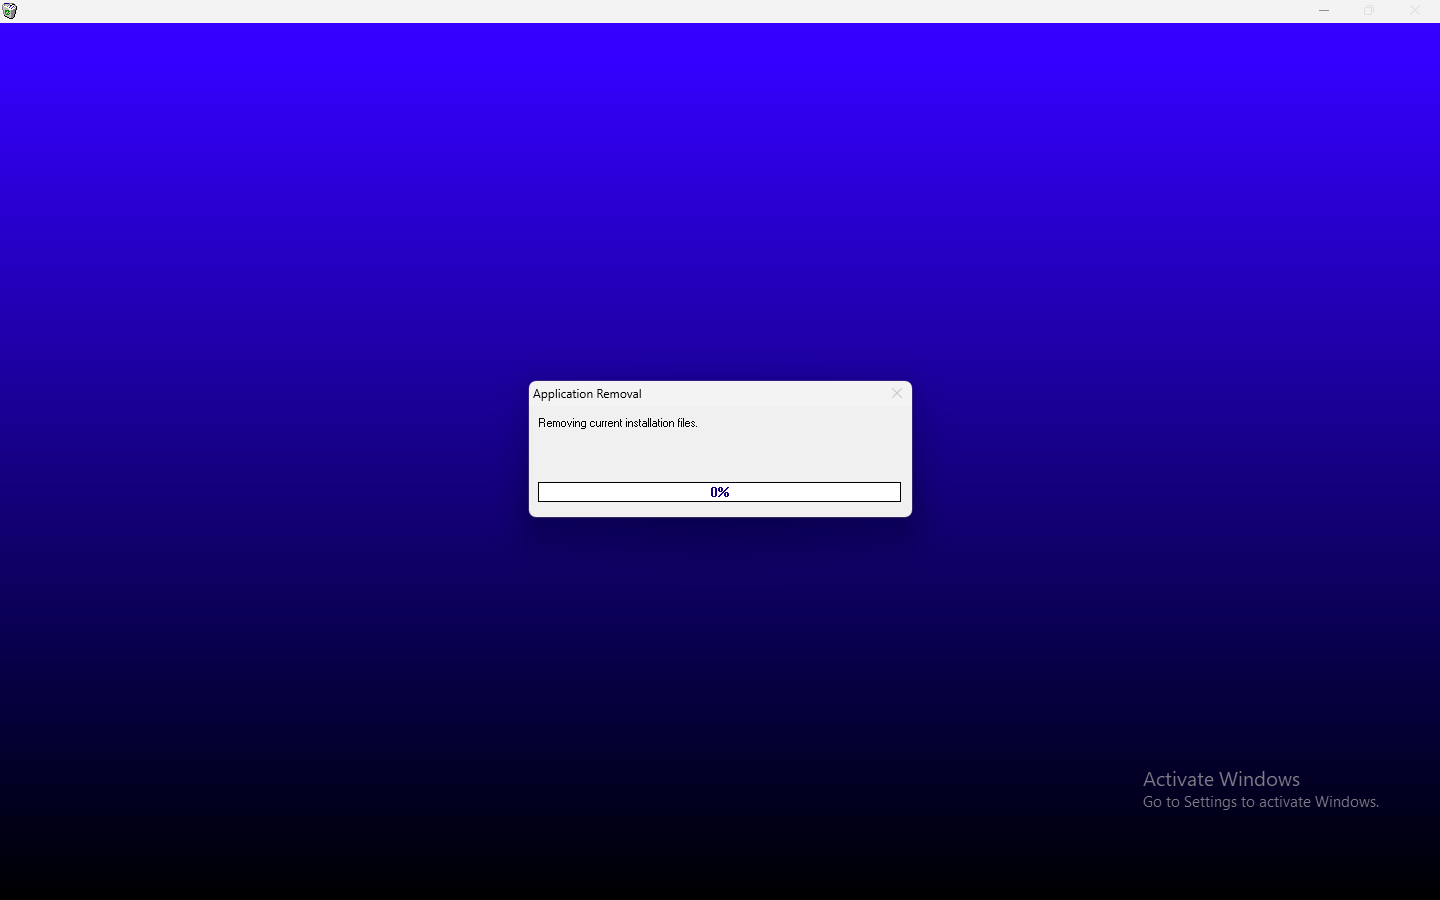 Application Removal
Removing current installation files.
0%
Activate Windows
Go to Settings to activate Windows.